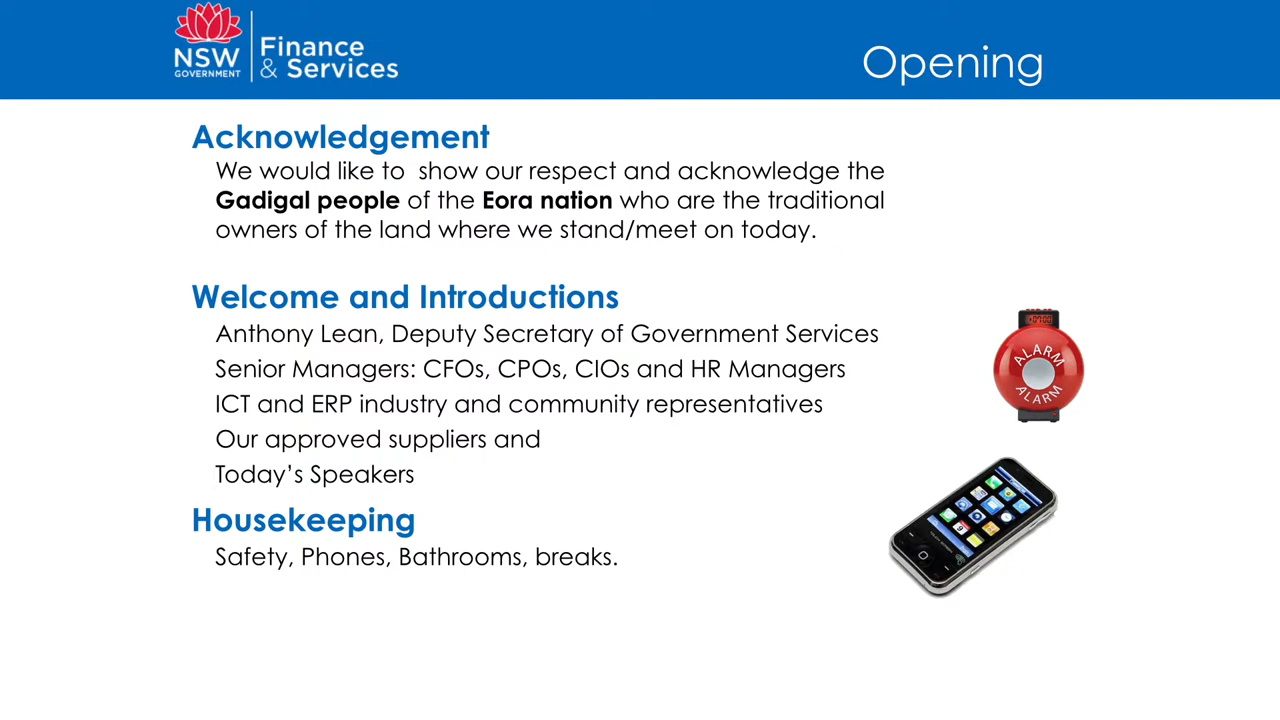 NSW
GOVERNMENT
Finance
& Services
Opening
Acknowledgement
We would like to  show our respect and acknowledge the
Gadigal people of the Eora nation who are the traditional
owners of the land where we stand/meet on today.
Welcome and Introductions
Anthony Lean, Deputy Secretary of Government Services
Senior Managers: CFOs, CPOs, CIOs and HR Managers
ICT and ERP industry and community representatives
Our approved suppliers and
Today's Speakers
ALARM
ALARM
Housekeeping
Safety, Phones, Bathrooms, breaks.